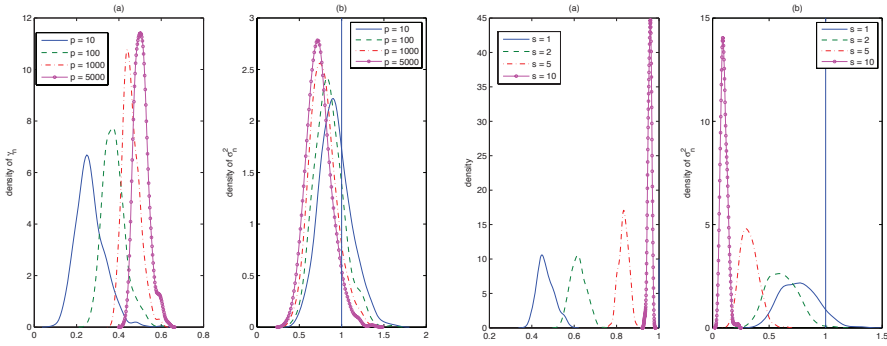 (a)
12
10
8
6
4
2
0
density of γn
p = 10
p = 100
p = 1000
p = 5000
0
0.2
0.4
0.6
0.8
(b)
3
2.5
2
1.5
1
0.5
0
density of σn²
p = 10
p = 100
p = 1000
p = 5000
0
0.5
1
1.5
2
(a)
45
40
35
30
25
20
15
10
5
0
density
s = 1
s = 2
s = 5
s = 10
0.2
0.4
0.6
0.8
1
(b)
15
10
5
0
density of σn²
s = 1
s = 2
s = 5
s = 10
0
0.5
1
1.5